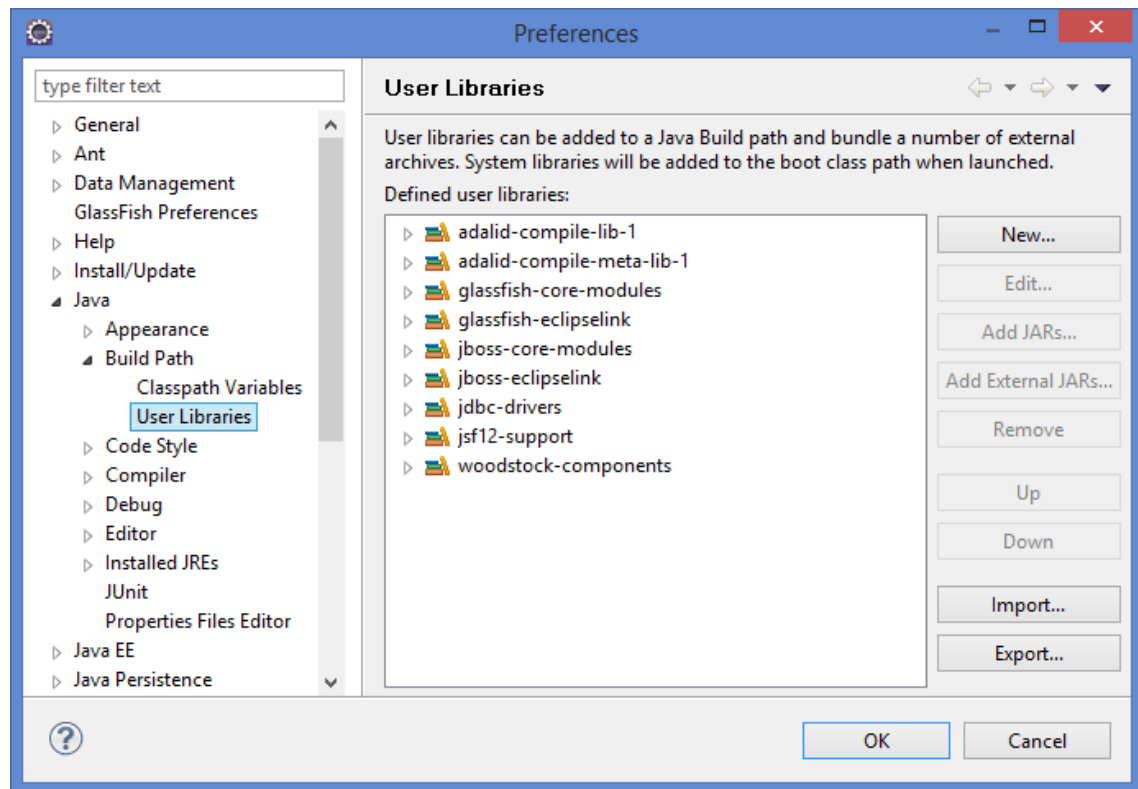 Preferences
type filter text
General
Ant
Data Management
GlassFish Preferences
Help
Install/Update
Java
Appearance
Build Path
Classpath Variables
User Libraries
Code Style
Compiler
Debug
Editor
Installed JREs
JUnit
Properties Files Editor
Java EE
Java Persistence
User Libraries
User libraries can be added to a Java Build path and bundle a number of external
archives. System libraries will be added to the boot class path when launched.
Defined user libraries:
adalid-compile-lib-1
adalid-compile-meta-lib-1
glassfish-core-modules
glassfish-eclipselink
jboss-core-modules
jboss-eclipselink
jdbc-drivers
jsf12-support
woodstock-components
New...
Edit...
Add JARs...
Add External JARs...
Remove
Up
Down
Import...
Export...
?
OK
Cancel